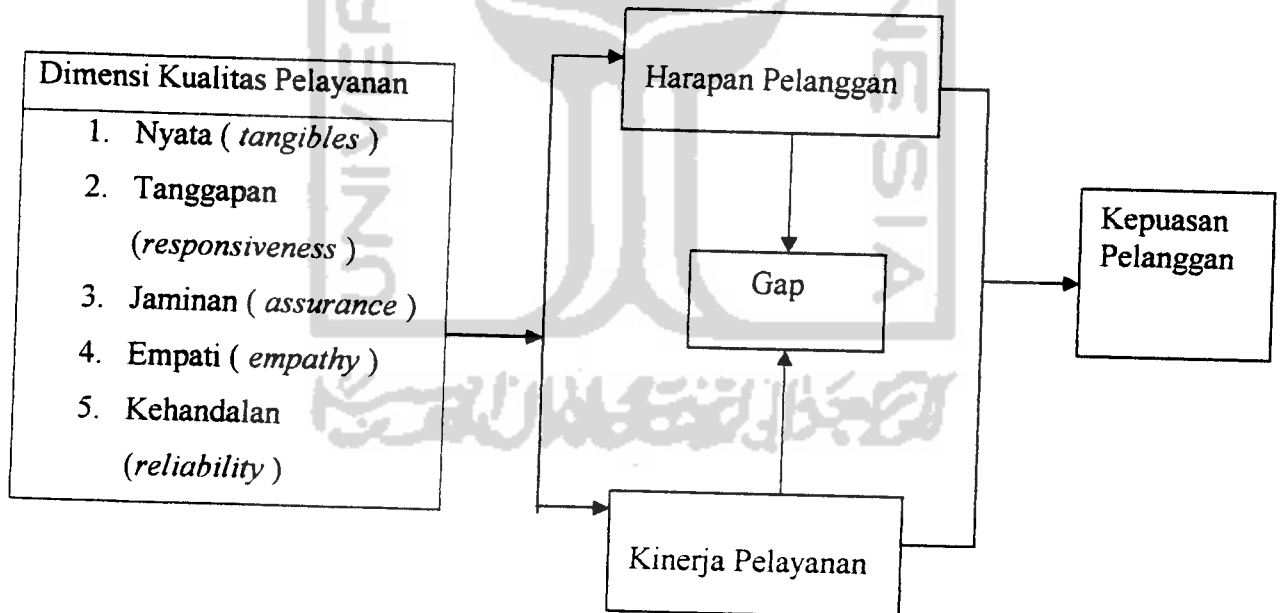 Dimensi Kualitas Pelayanan
1. Nyata ( tangibles )
2. Tanggapan
(responsiveness )
3. Jaminan ( assurance )
4. Empati ( empathy )
5. Kehandalan
(reliability )
Harapan Pelanggan
Gap
Kinerja Pelayanan
Kepuasan
Pelanggan